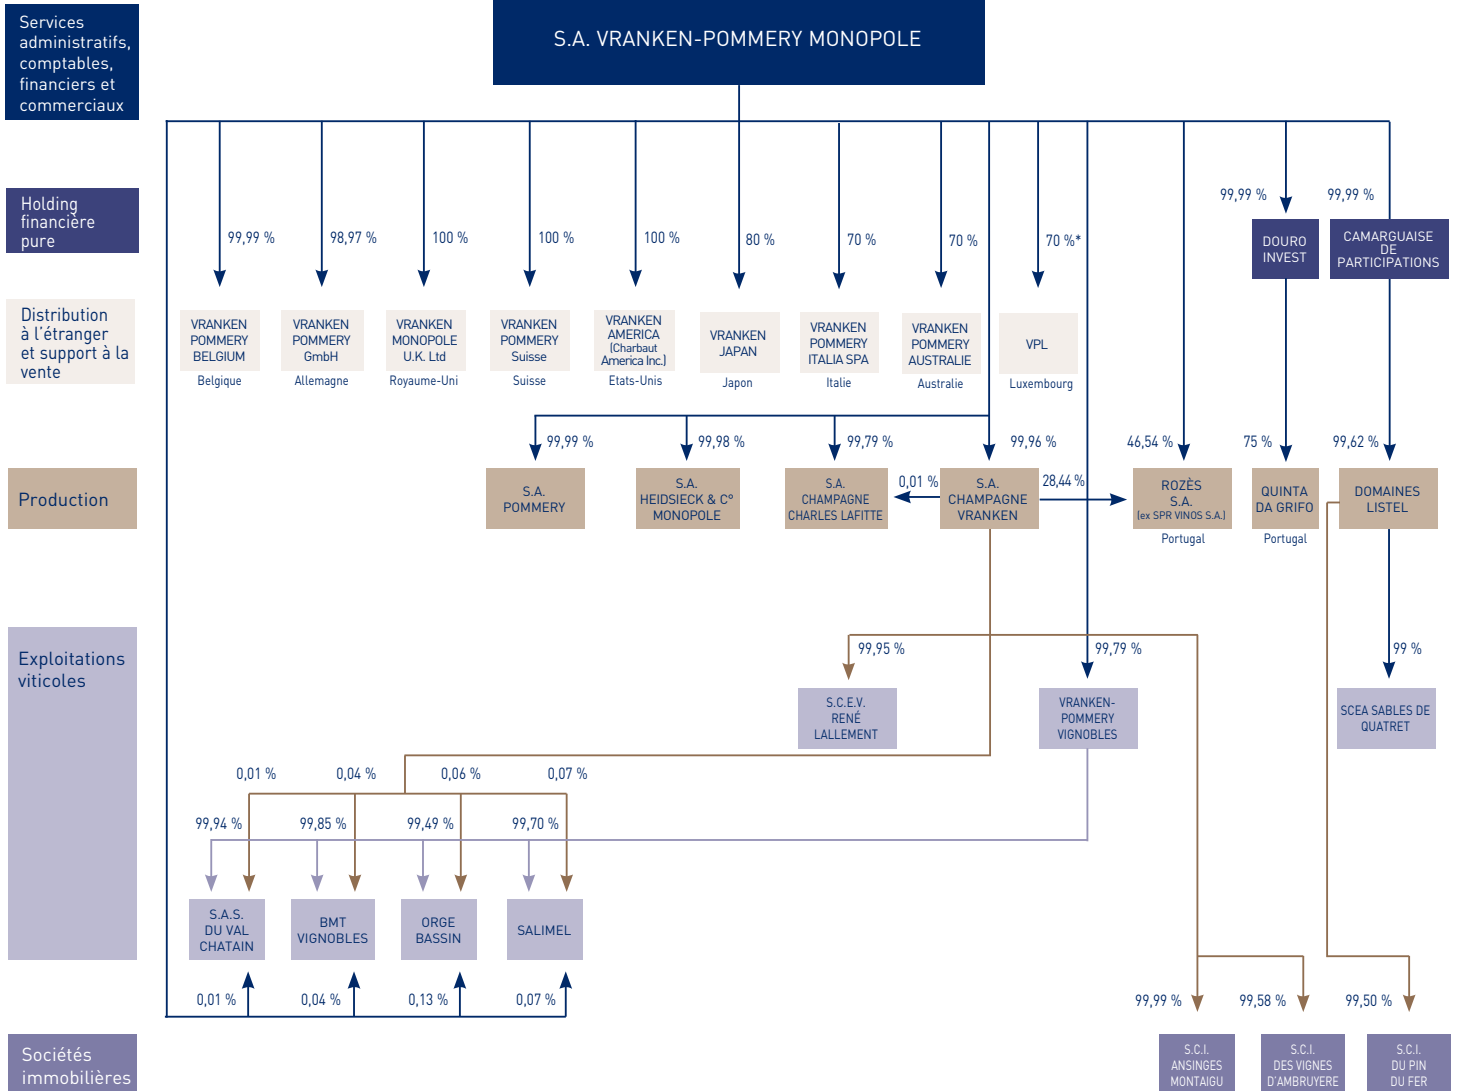 Services
administratifs,
comptables,
financiers et
commerciaux
S.A. VRANKEN-POMMERY MONOPOLE
Holding
financière
pure
99,99 %
98,97 %
100 %
100 %
100 %
80 %
70 %
70 %
70 %*
99,99 %
99,99 %
DOURO
INVEST
CAMARGUAISE
DE
PARTICIPATIONS
Distribution
à l'étranger
et support à la
vente
VRANKEN
POMMERY
BELGIUM
Belgique
VRANKEN
POMMERY
GmbH
Allemagne
VRANKEN
MONOPOLE
U.K. Ltd
Royaume-Uni
VRANKEN
POMMERY
Suisse
Suisse
VRANKEN
AMERICA
(Charbaut
America Inc.)
Etats-Unis
VRANKEN
JAPAN
Japon
VRANKEN
POMMERY
ITALIA SPA
Italie
VRANKEN
POMMERY
AUSTRALIE
Australie
VPL
Luxembourg
99,99 %
99,98 %
99,79 %
99,96 %
46,54 %
75 %
99,62 %
Production
S.A.
POMMERY
S.A.
HEIDSIECK & C°
MONOPOLE
S.A.
CHAMPAGNE
CHARLES LAFITTE
0,01 %
S.A.
CHAMPAGNE
VRANKEN
28,44 %
ROZÈS
S.A.
(ex SPR VINOS S.A.)
Portugal
QUINTA
DA GRIFO
Portugal
DOMAINES
LISTEL
Exploitations
viticoles
99,95 %
99,79 %
99 %
S.C.E.V.
RENÉ
LALLEMENT
VRANKEN-
POMMERY
VIGNOBLES
SCEA SABLES DE
QUATRET
0,01 %
0,04 %
0,06 %
0,07 %
99,94 %
99,85 %
99,49 %
99,70 %
S.A.S.
DU VAL
CHATAIN
BMT
VIGNOBLES
ORGE
BASSIN
SALIMEL
0,01 %
0,04 %
0,13 %
0,07 %
99,99 %
99,58 %
99,50 %
Sociétés
immobilières
S.C.I.
ANSINGES
MONTAIGU
S.C.I.
DES VIGNES
D'AMBRUYERE
S.C.I.
DU PIN
DU FER